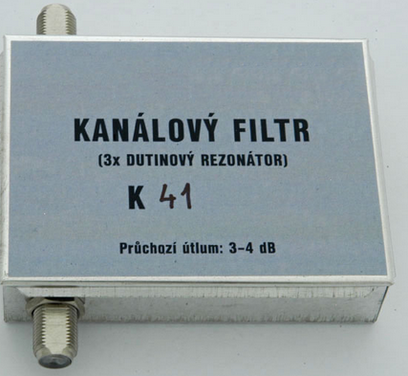 KANÁLOVÝ FILTR
(3x DUTINOVÝ REZONÁTOR)
K 41
Průchozí útlum: 3-4 dB